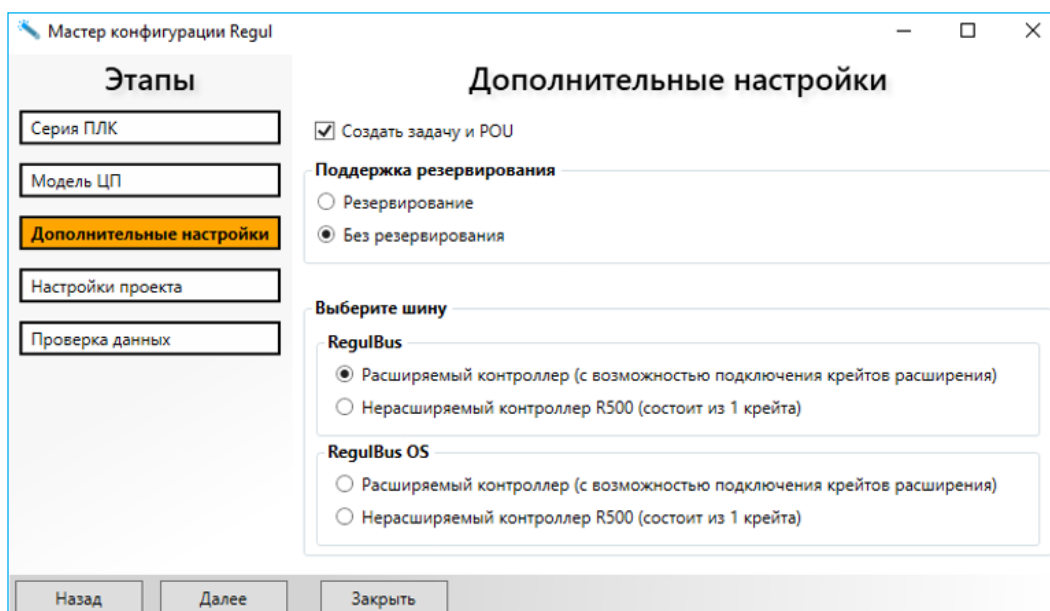 Мастер конфигурации Regul
Этапы
Серия ПЛК
Модель ЦП
Дополнительные настройки
Настройки проекта
Проверка данных
Дополнительные настройки
Создать задачу и POU
Поддержка резервирования
Резервирование
Без резервирования
Выберите шину
RegulBus
Расширяемый контроллер (с возможностью подключения крейтов расширения)
Нерасширяемый контроллер R500 (состоит из 1 крейта)
RegulBus OS
Расширяемый контроллер (с возможностью подключения крейтов расширения)
Нерасширяемый контроллер R500 (состоит из 1 крейта)
Назад Далее Закрыть